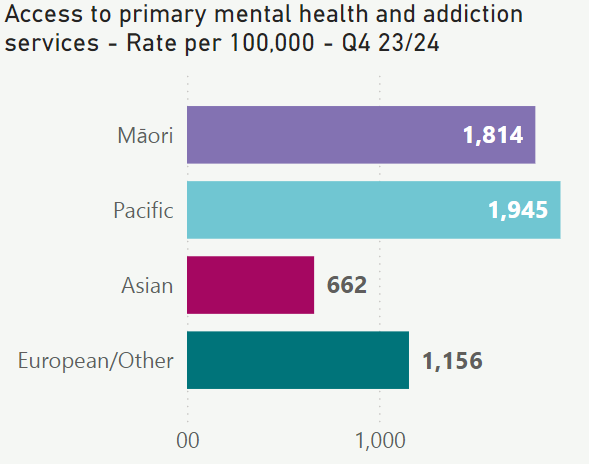 Access to primary mental health and addiction
services - Rate per 100,000 - Q4 23/24
Māori 1,814
Pacific 1,945
Asian 662
European/Other 1,156
00 1,000